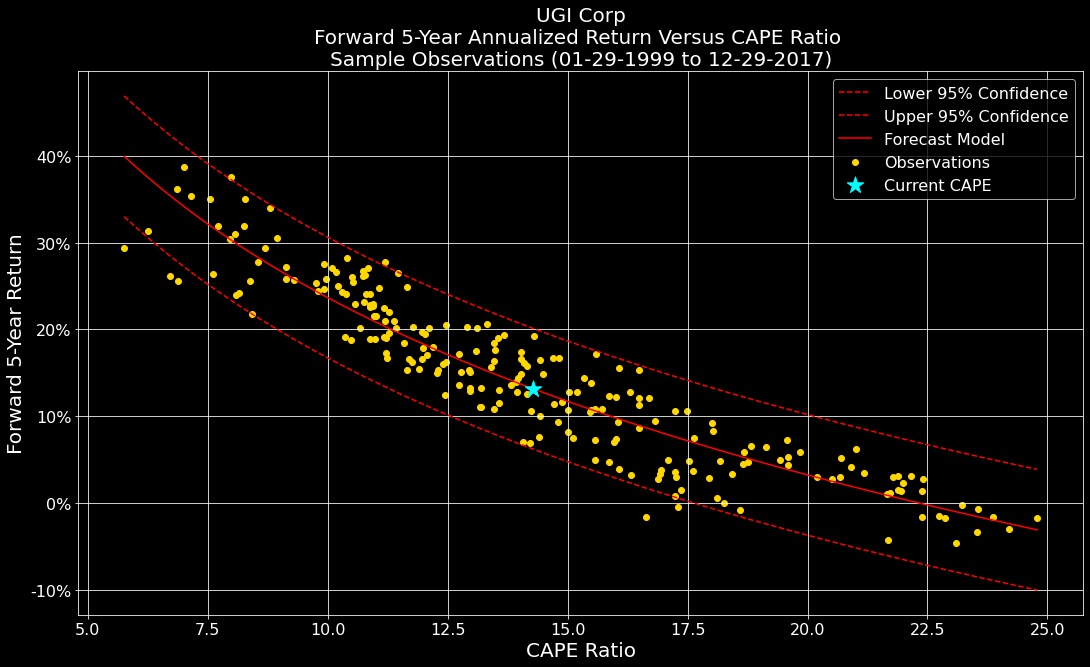 UGI Corp
Forward 5-Year Annualized Return Versus CAPE Ratio
Sample Observations (01-29-1999 to 12-29-2017)
Lower 95% Confidence
Upper 95% Confidence
Forecast Model
Observations
Current CAPE
Forward 5-Year Return
40%
30%
20%
10%
0%
-10%
5.0 7.5 10.0 12.5 15.0 17.5 20.0 22.5 25.0
CAPE Ratio